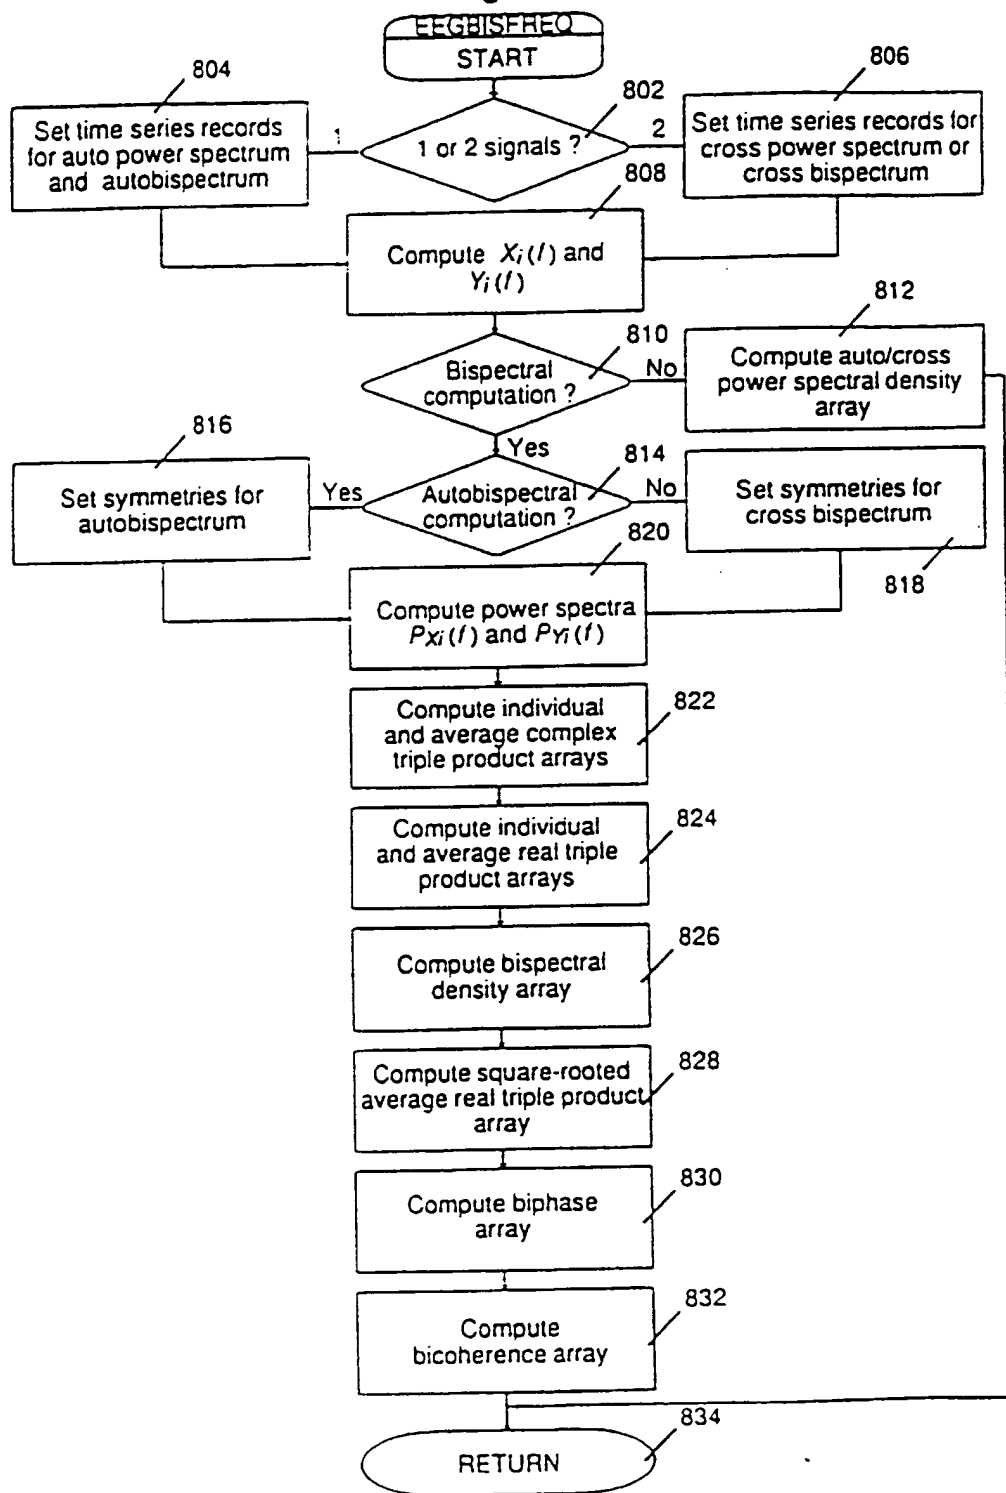 EEGBISFREQ
START
804
802
806
Set time series records
for auto power spectrum
and autobispectrum
1
1 or 2 signals ?
2
Set time series records for
cross power spectrum or
cross bispectrum
808
Compute Xi(f) and
Yi(f)
810
812
Bispectral
computation ?
No
Compute auto/cross
power spectral density
array
Yes
816
814
Set symmetries for
autobispectrum
Yes
Autobispectral
computation ?
No
Set symmetries for
cross bispectrum
820
818
Compute power spectra
PXi(f) and PYi(f)
822
Compute individual
and average complex
triple product arrays
824
Compute individual
and average real triple
product arrays
826
Compute bispectral
density array
828
Compute square-rooted
average real triple product
array
830
Compute biphase
array
832
Compute
bicoherence array
834
RETURN